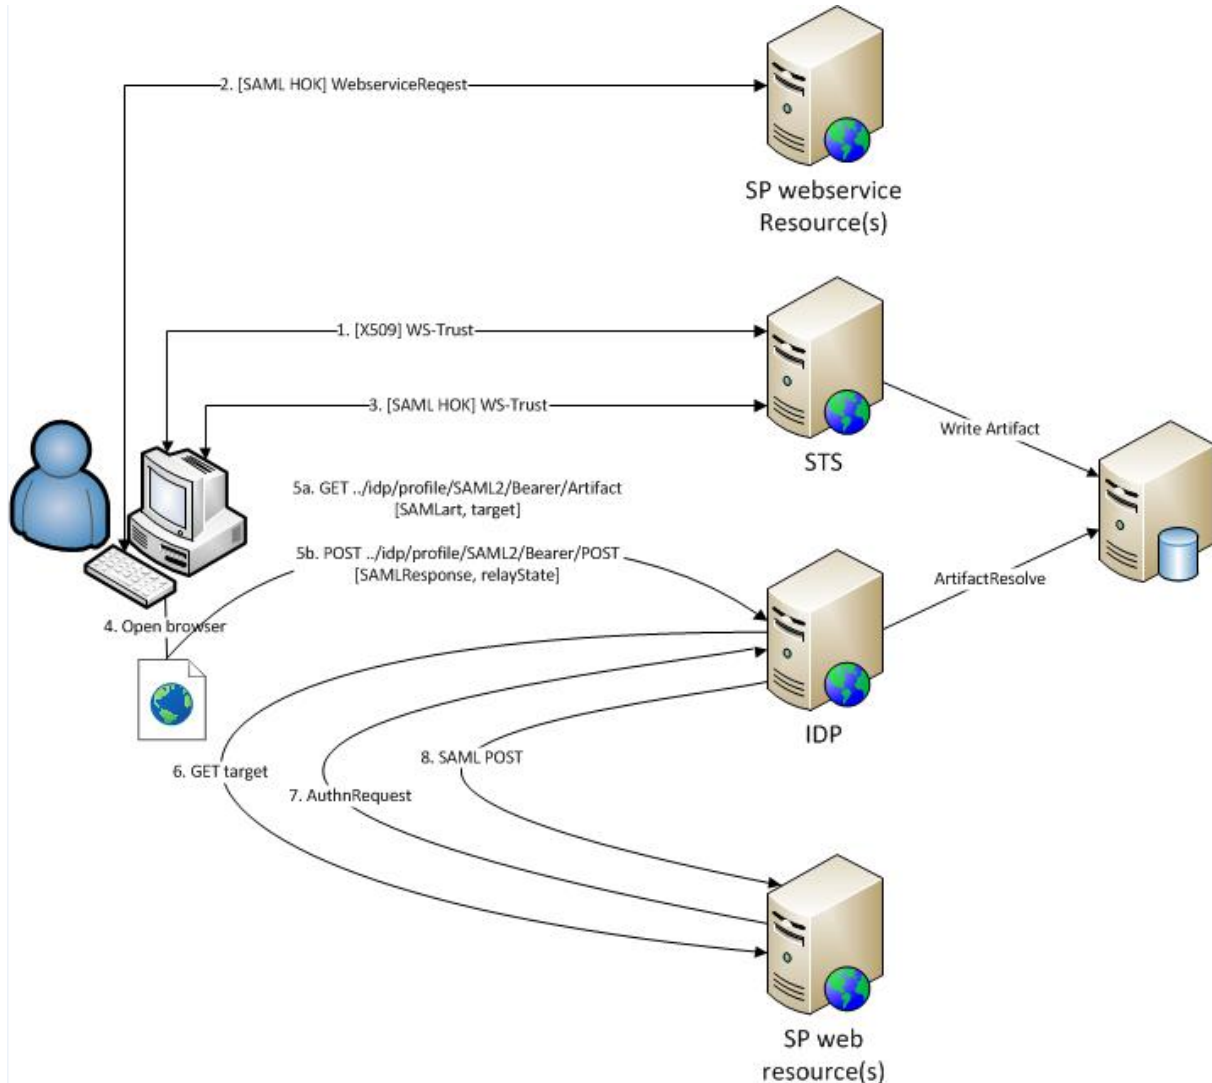 2. [SAML HOK] WebserviceReqest
SP webservice
Resource(s)
1. [X509] WS-Trust
3. [SAML HOK] WS-Trust
Write Artifact
STS
5a. GET ../idp/profile/SAML2/Bearer/Artifact
[SAMLart, target]
5b. POST ../idp/profile/SAML2/Bearer/POST
[SAMLResponse, relayState]
ArtifactResolve
4. Open browser
IDP
8. SAML POST
6. GET target
7. AuthnRequest
SP web
resource(s)